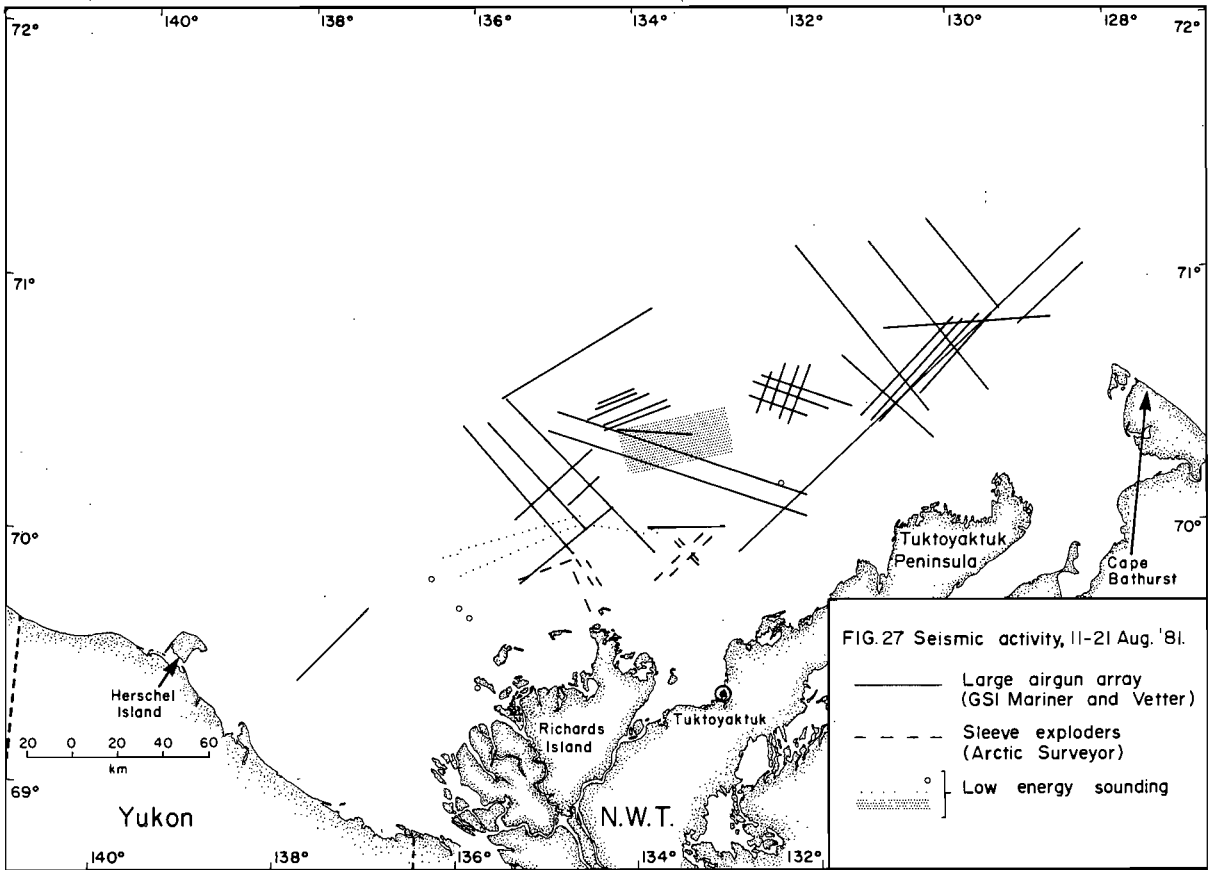 140° 138° 136° 134° 132° 130° 128°
72° 72°
71° 71°
70° 70°
Tuktoyaktuk
Peninsula
Cape
Bathurst
Herschel
Island
Richards
Island
Tuktoyaktuk
20 0 20 40 60
km
69°
Yukon
N.W.T.
140° 138° 136° 134° 132°
FIG. 27 Seismic activity, 11-21 Aug. '81.
Large airgun array
(GSI Mariner and Vetter)
Sleeve exploders
(Arctic Surveyor)
Low energy sounding